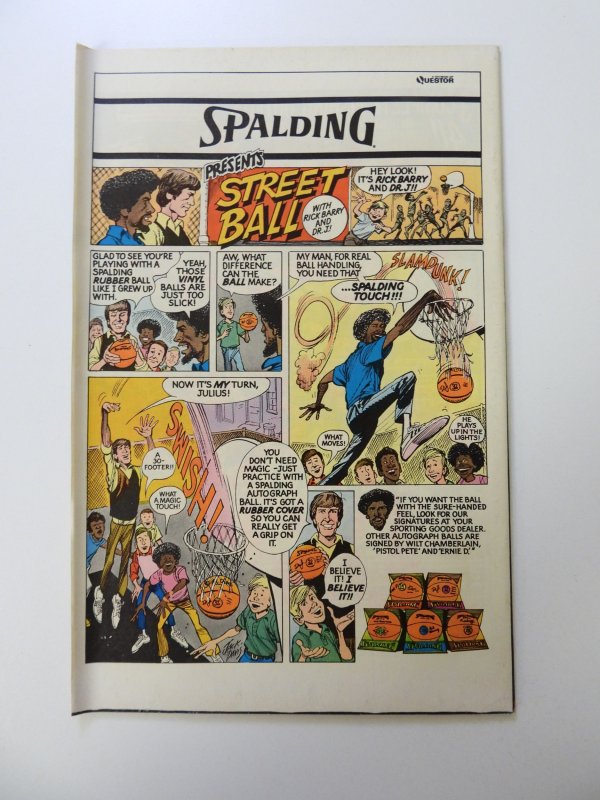 QUESTOR
SPALDING
PRESENTS
STREET
BALL
WITH
RICK BARRY
AND
DR. J!
HEY LOOK!
IT'S RICK BARRY
AND DR. J!!
GLAD TO SEE YOU'RE
PLAYING WITH A
SPALDING
RUBBER BALL
LIKE I GREW UP
WITH.
YEAH,
THOSE
VINYL
BALLS ARE
JUST TOO
SLICK!
AW, WHAT
DIFFERENCE
CAN THE
BALL MAKE?
MY MAN, FOR REAL
BALL HANDLING,
YOU NEED THAT
...SPALDING
TOUCH!!!
SLAMDUNK!
WHAT
MOVES!
HE
PLAYS
UP IN THE
LIGHTS!
NOW IT'S MY TURN,
JULIUS!
SWISH!
A
30-
FOOTER!!
WHAT
A MAGIC
TOUCH!
YOU
DON'T NEED
MAGIC-JUST
PRACTICE WITH
A SPALDING
AUTOGRAPH
BALL. IT'S GOT A
RUBBER COVER
SO YOU CAN
REALLY GET
A GRIP ON
IT.
I
BELIEVE
IT! I
BELIEVE
IT!!
"IF YOU WANT THE BALL
WITH THE SURE-HANDED
FEEL, LOOK FOR OUR
SIGNATURES AT YOUR
SPORTING GOODS DEALER.
OTHER AUTOGRAPH BALLS ARE
SIGNED BY WILT CHAMBERLAIN,
'PISTOL PETE' AND 'ERNIE D.'"